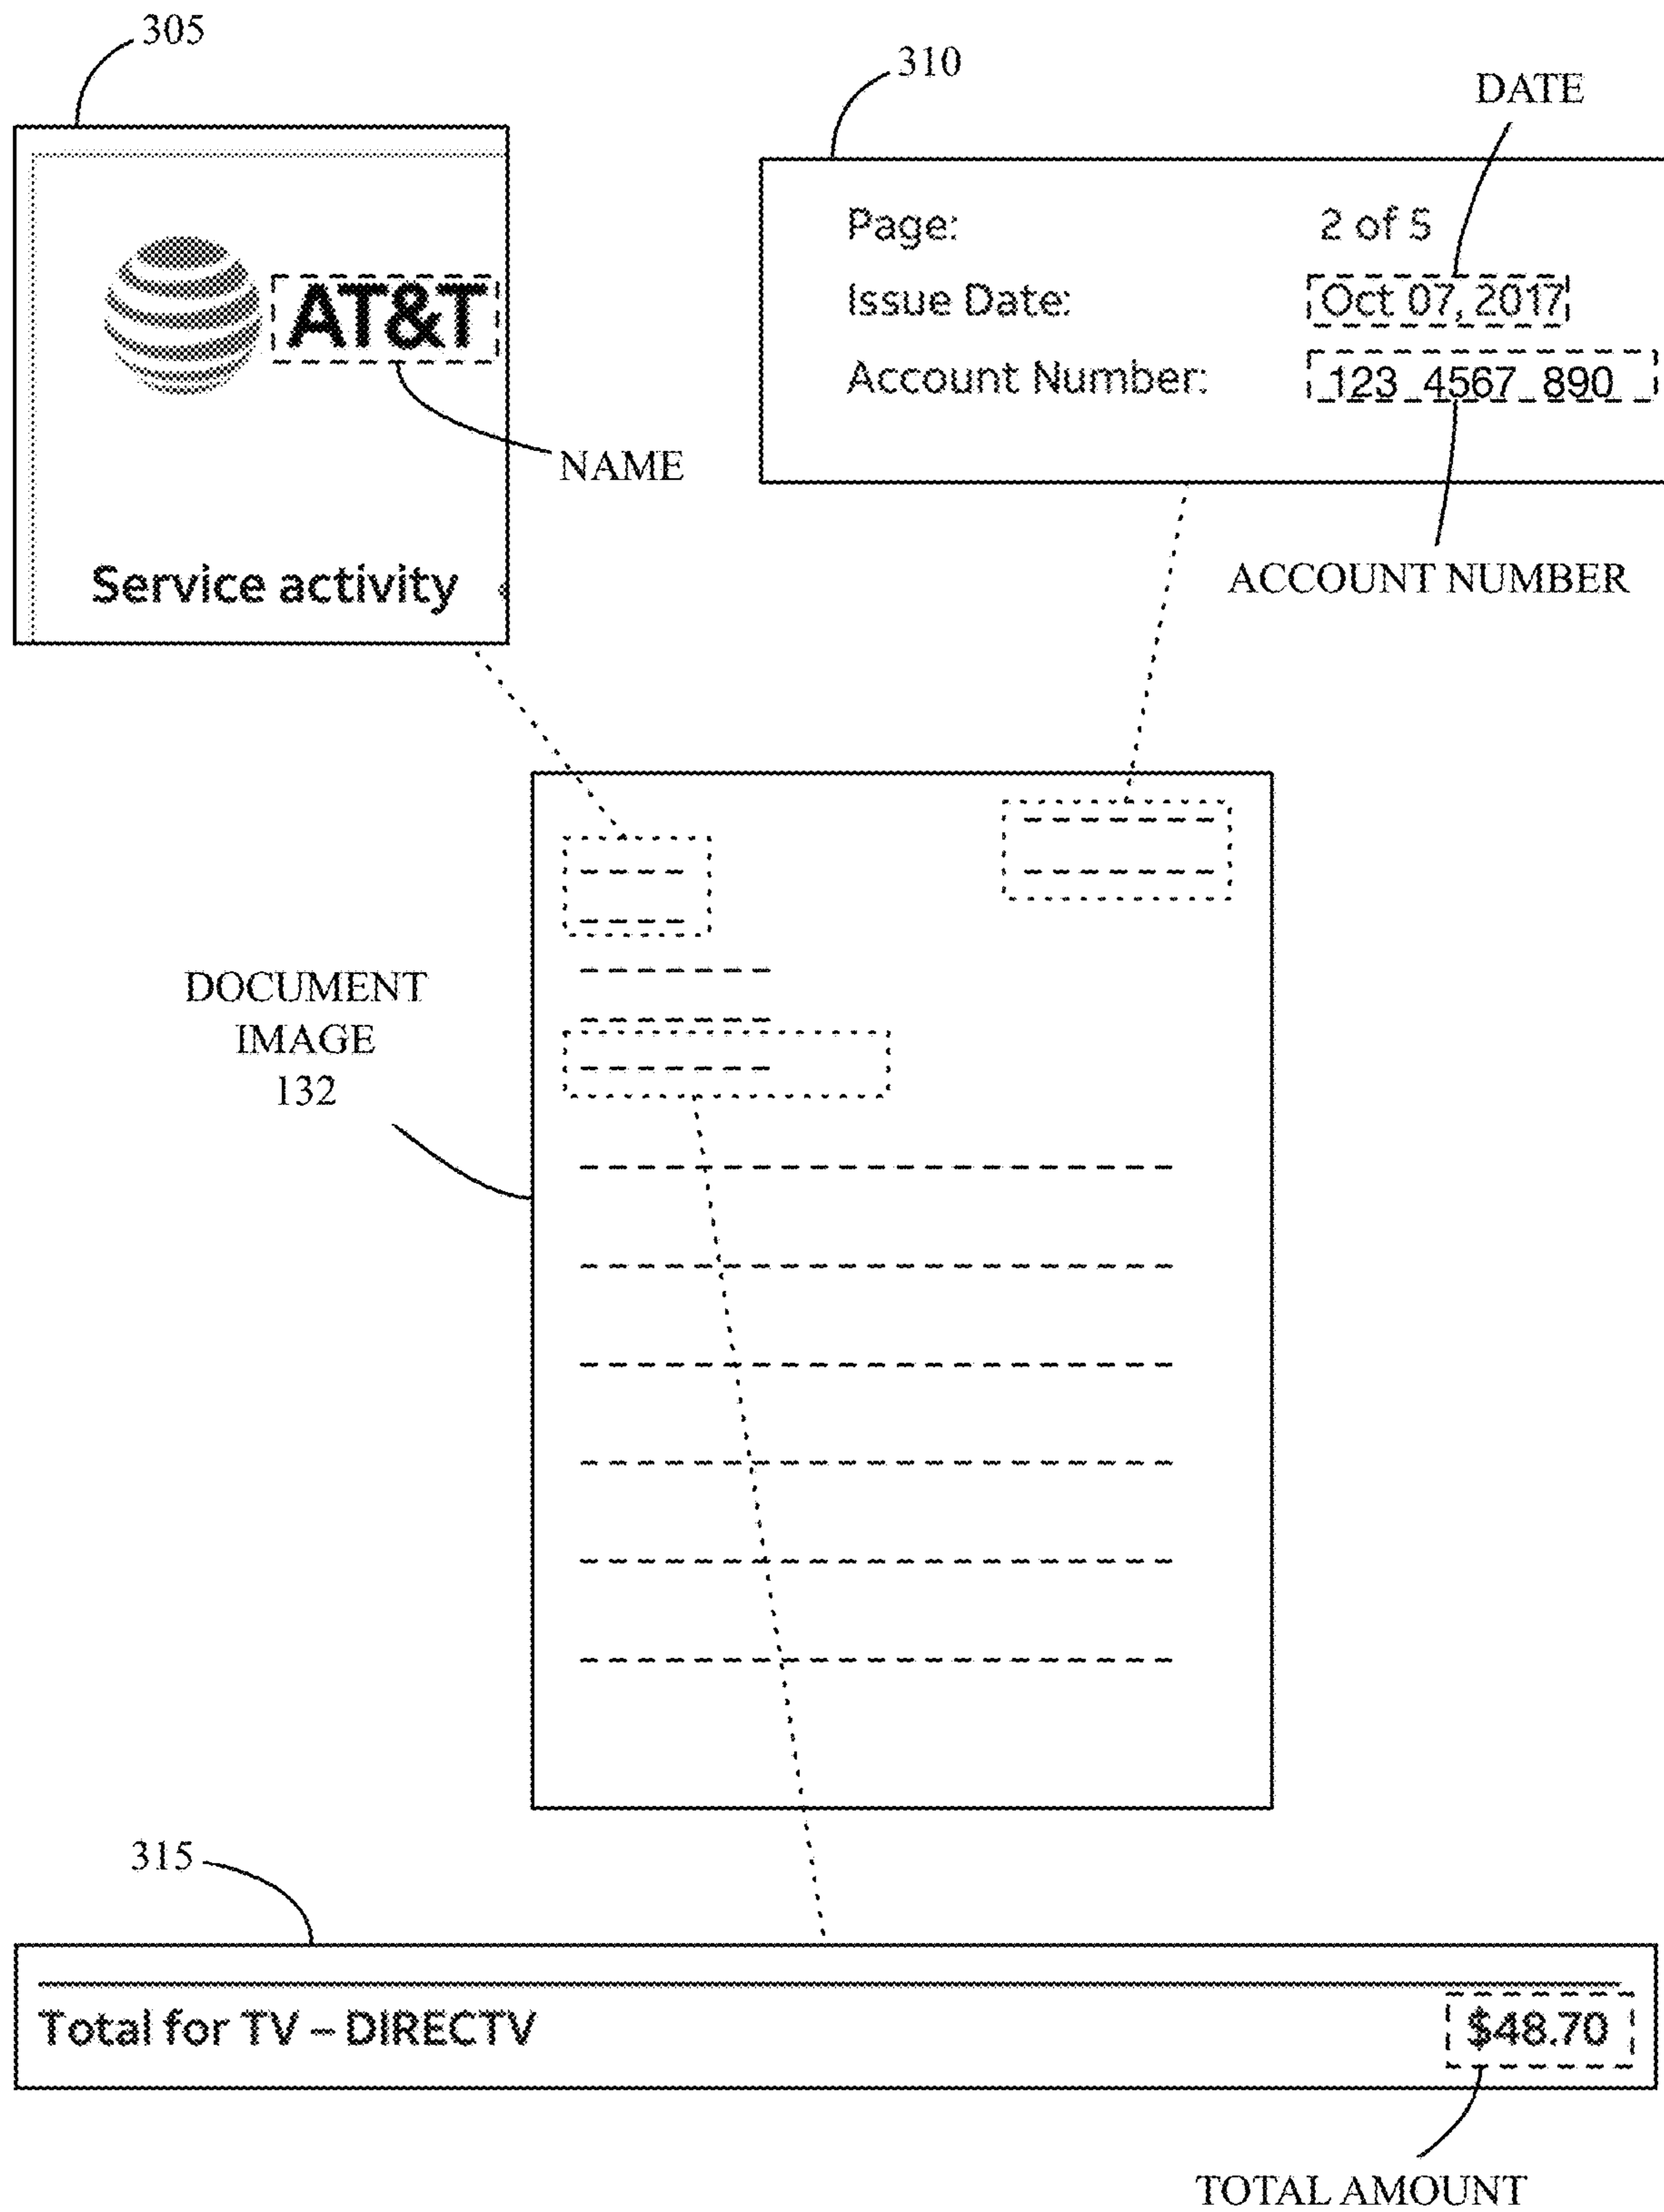 305
310
DATE
Page: 2 of 5
AT&T
Issue Date: Oct 07, 2017
Account Number: 123 4567 890
NAME
Service activity
ACCOUNT NUMBER
DOCUMENT
IMAGE
132
315
Total for TV – DIRECTV $48.70
TOTAL AMOUNT